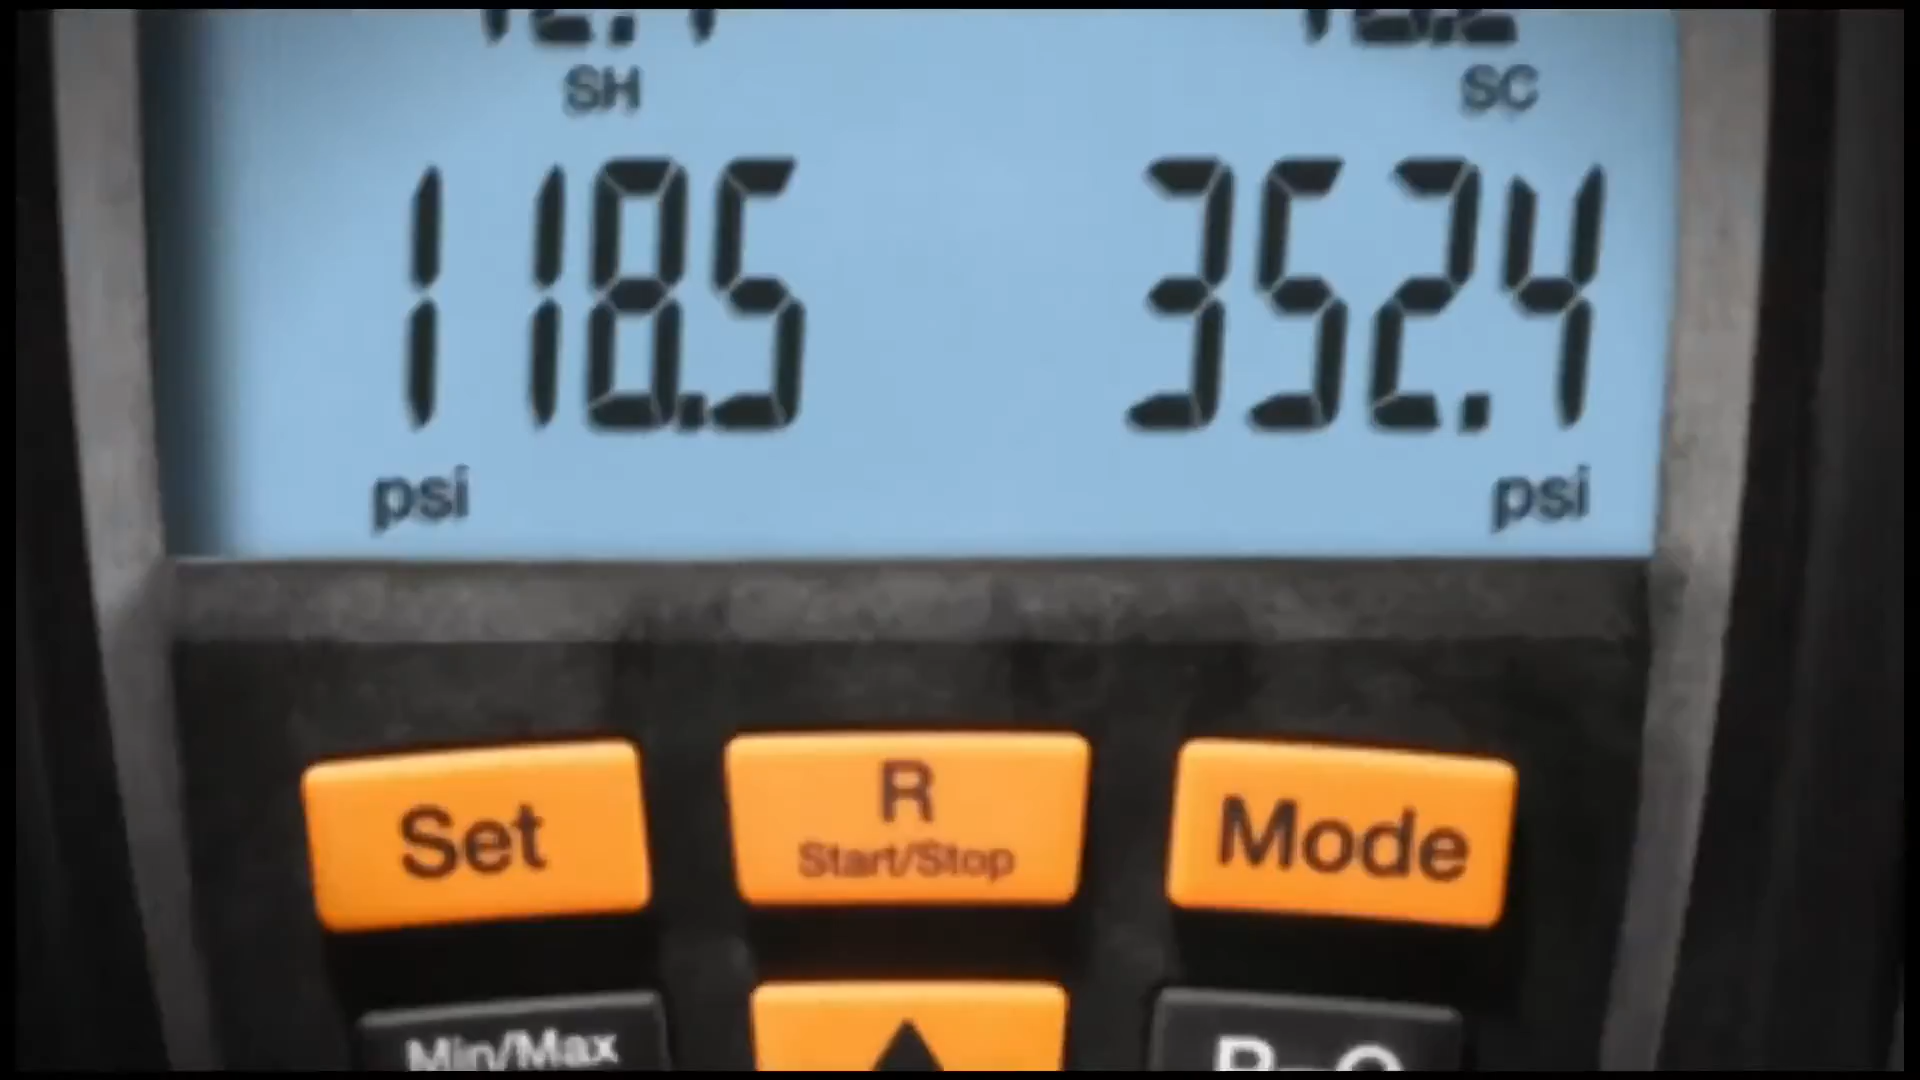 SH SC
118.5 352.4
psi psi
Set R Mode
Start/Stop
Min/Max